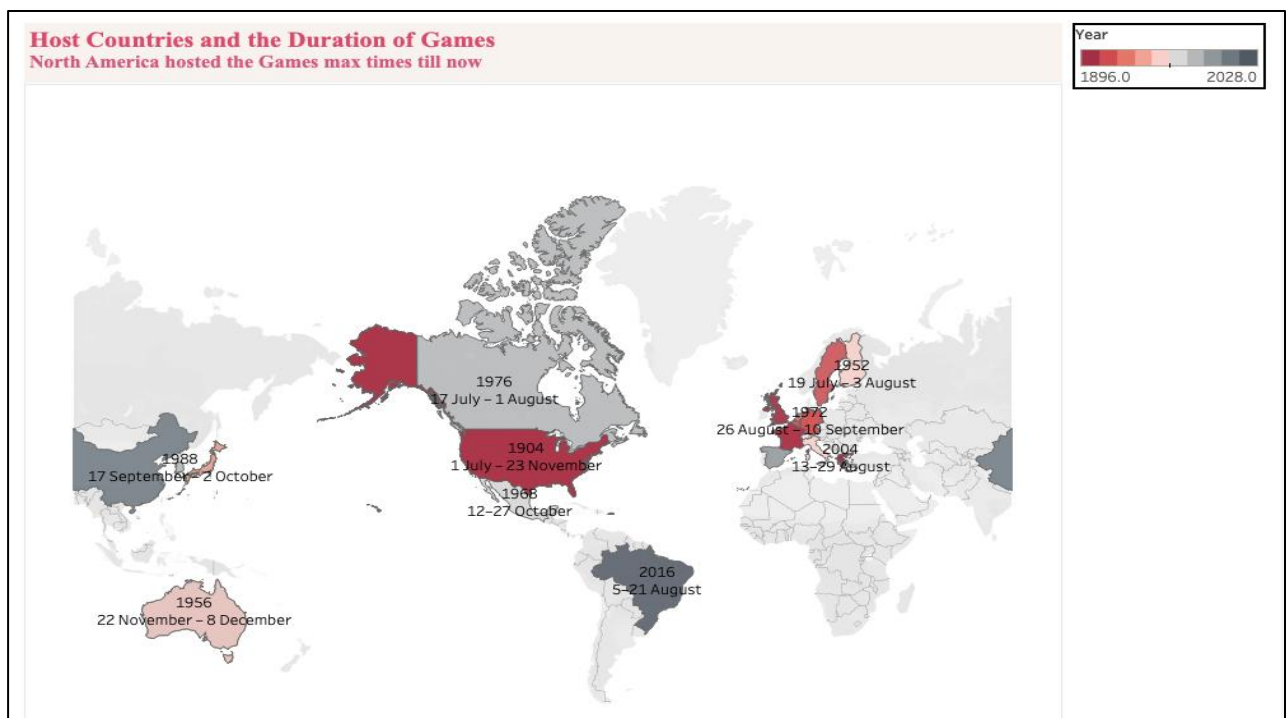 Host Countries and the Duration of Games
North America hosted the Games max times till now
Year
1896.0 2028.0
1976
17 July – 1 August
1904
1 July – 23 November
1968
12–27 October
1952
19 July – 3 August
1972
26 August – 10 September
2004
13–29 August
1988
17 September – 2 October
2016
5–21 August
1956
22 November – 8 December